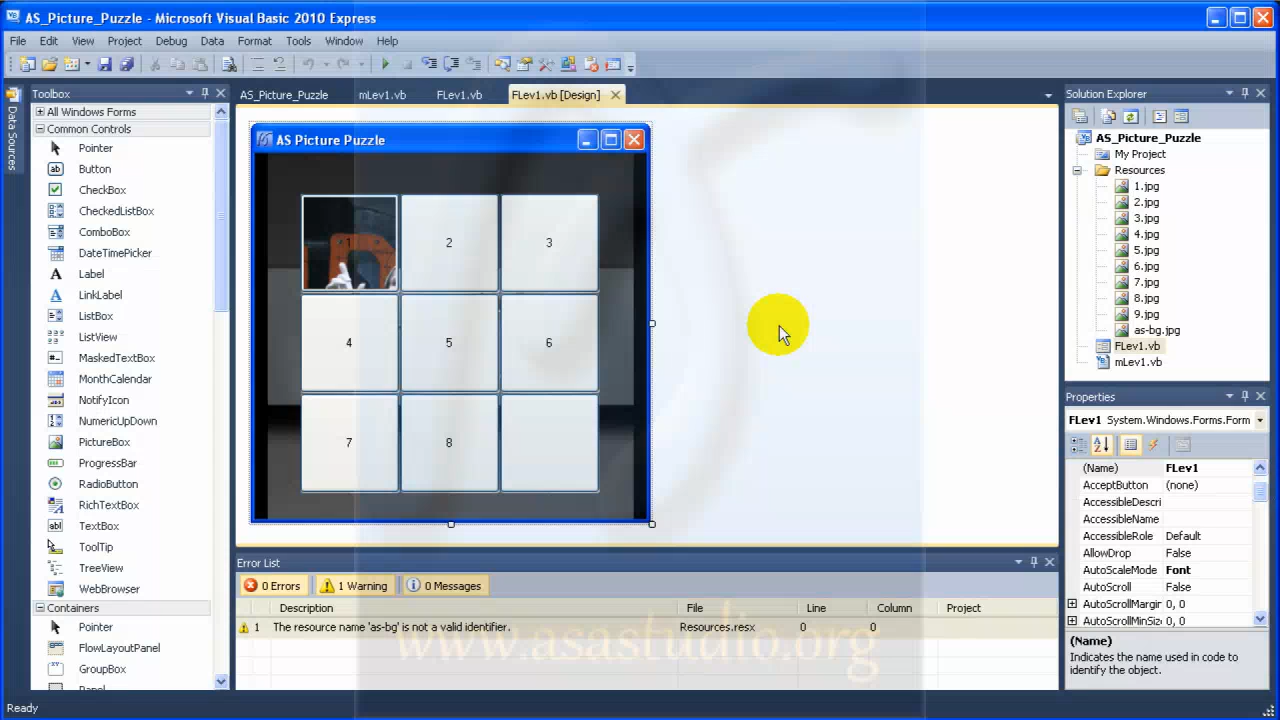 AS_Picture_Puzzle - Microsoft Visual Basic 2010 Express
File Edit View Project Debug Data Format Tools Window Help
Data Sources
Toolbox
All Windows Forms
Common Controls
Pointer
Button
CheckBox
CheckedListBox
ComboBox
DateTimePicker
Label
LinkLabel
ListBox
ListView
MaskedTextBox
MonthCalendar
NotifyIcon
NumericUpDown
PictureBox
ProgressBar
RadioButton
RichTextBox
TextBox
ToolTip
TreeView
WebBrowser
Containers
Pointer
FlowLayoutPanel
GroupBox
Panel
AS_Picture_Puzzle mLev1.vb FLev1.vb FLev1.vb [Design]
AS Picture Puzzle
1 2 3
4 5 6
7 8
Error List
0 Errors 1 Warning 0 Messages
Description File Line Column Project
1 The resource name 'as-bg' is not a valid identifier. Resources.resx 0 0
www.asastudio.org
Solution Explorer
AS_Picture_Puzzle
My Project
Resources
1.jpg
2.jpg
3.jpg
4.jpg
5.jpg
6.jpg
7.jpg
8.jpg
9.jpg
as-bg.jpg
FLev1.vb
mLev1.vb
Properties
FLev1 System.Windows.Forms.Form
(Name) FLev1
AcceptButton (none)
AccessibleDescri
AccessibleName
AccessibleRole Default
AllowDrop False
AutoScaleMode Font
AutoScroll False
AutoScrollMargin 0, 0
AutoScrollMinSize 0, 0
(Name)
Indicates the name used in code to
identify the object.
Ready